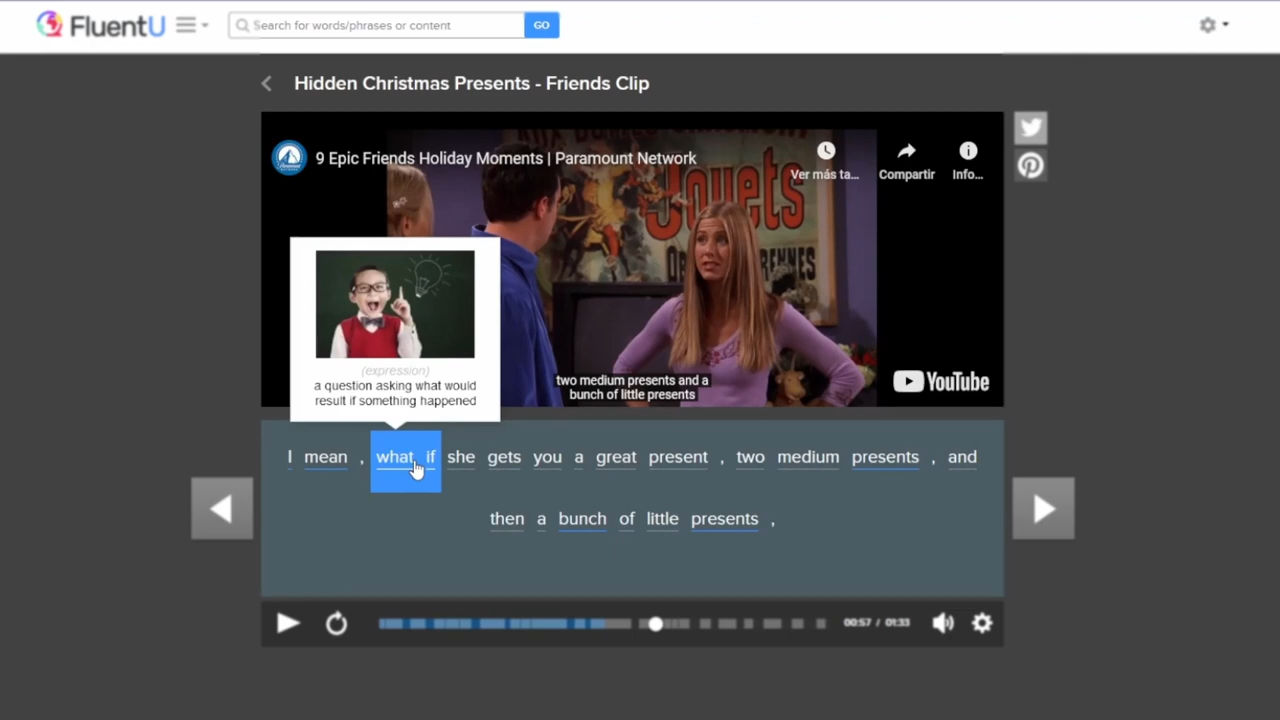 FluentU
Search for words/phrases or content
GO
Hidden Christmas Presents - Friends Clip
9 Epic Friends Holiday Moments | Paramount Network
Ver más ta...
Compartir
Info...
Jouets
(expression)
a question asking what would
result if something happened
two medium presents and a
bunch of little presents
YouTube
I mean , what if she gets you a great present , two medium presents , and
then a bunch of little presents ,
00:57 / 01:33